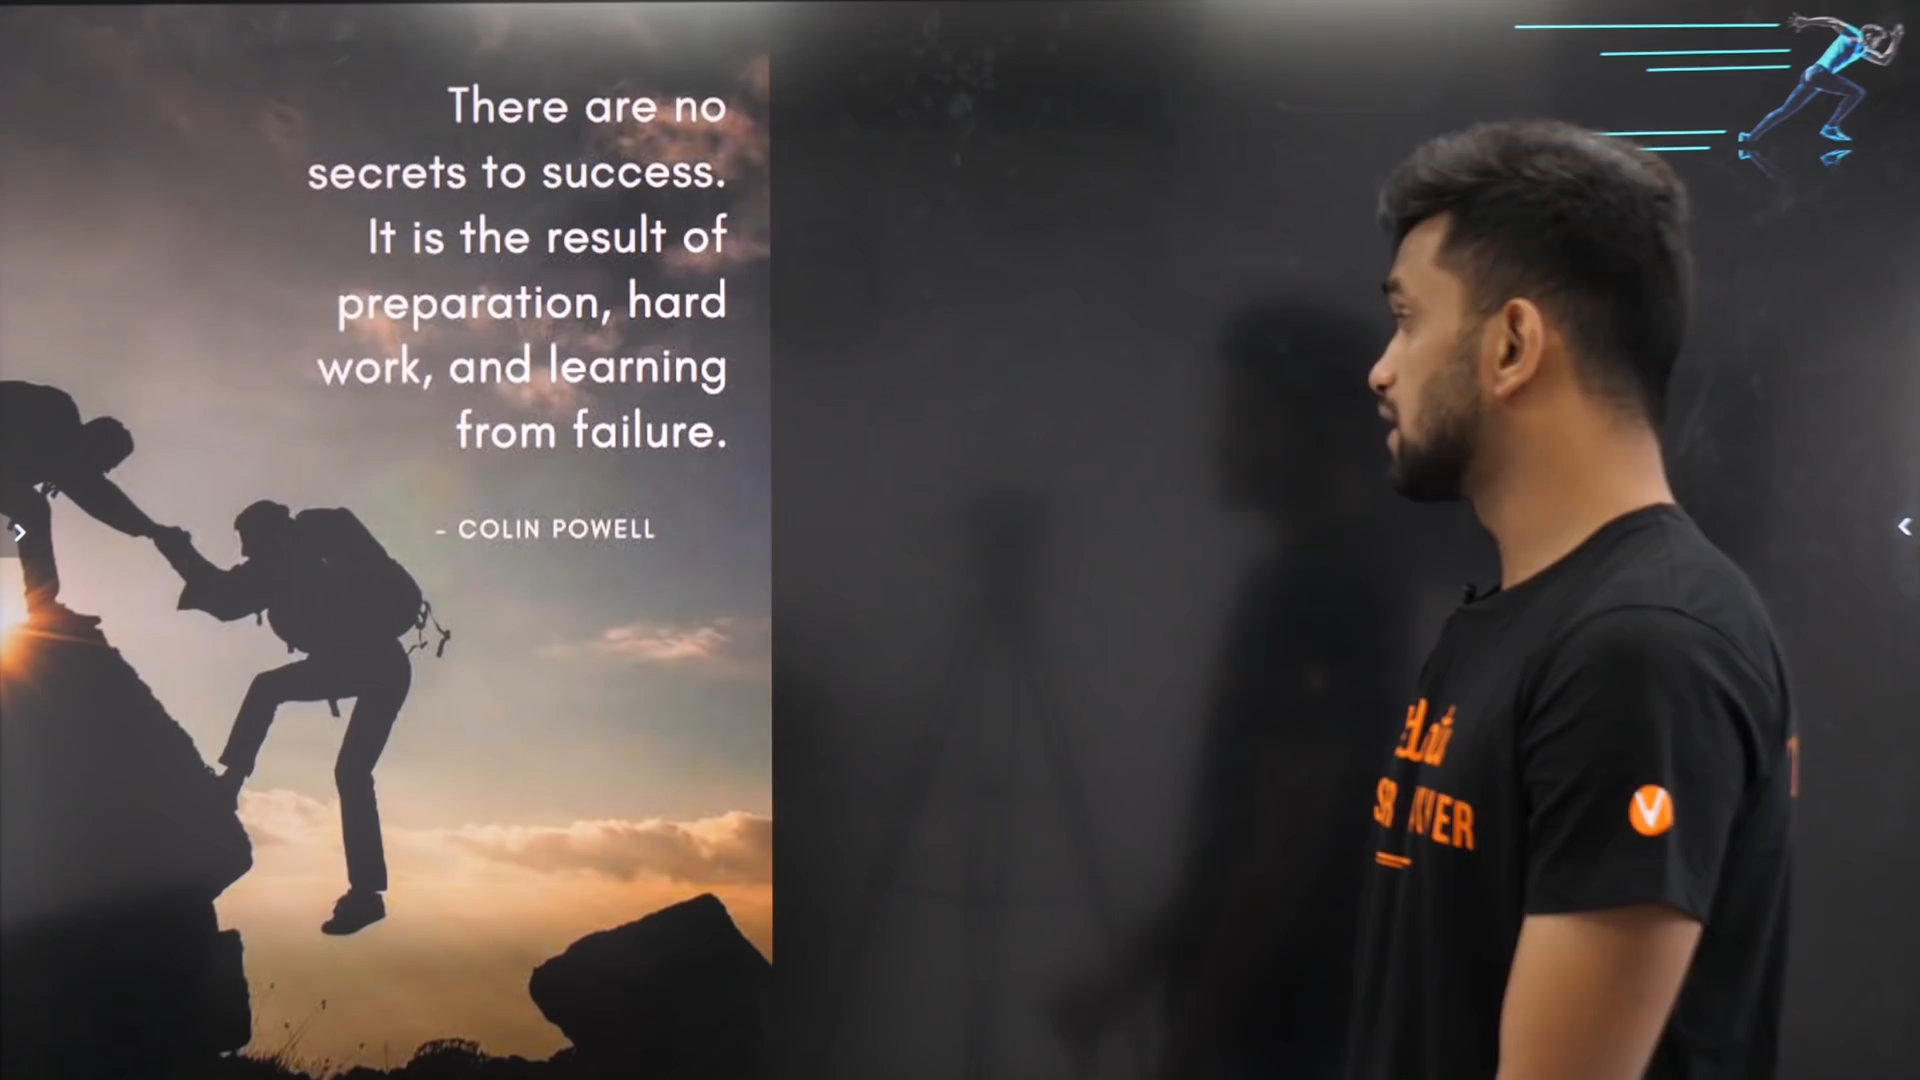 There are no
secrets to success.
It is the result of
preparation, hard
work, and learning
from failure.
- COLIN POWELL
V